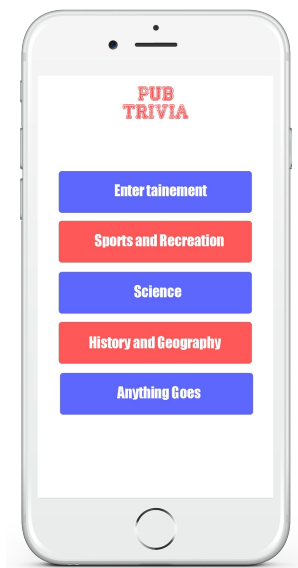 PUB
TRIVIA
Enter tainement
Sports and Recreation
Science
History and Geography
Anything Goes